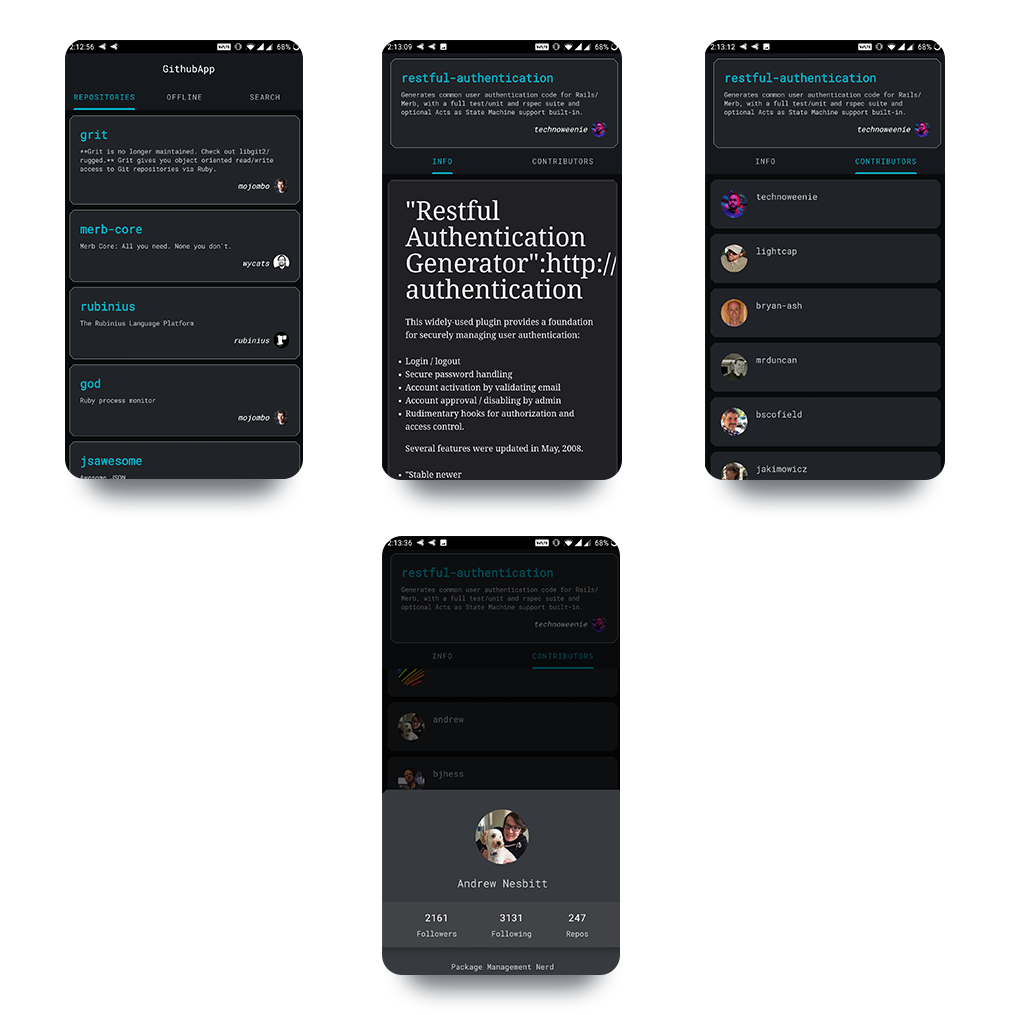 2:12:56
VoLTE
68%
GithubApp
REPOSITORIES OFFLINE SEARCH
grit
**Grit is no longer maintained. Check out libgit2/
rugged.** Grit gives you object oriented read/write
access to Git repositories via Ruby.
mojombo
merb-core
Merb Core: All you need. None you don't.
wycats
rubinius
The Rubinius Language Platform
rubinius
r
god
Ruby process monitor
mojombo
jsawesome
Awesome JSON
2:13:09
VoLTE
68%
restful-authentication
Generates common user authentication code for Rails/
Merb, with a full test/unit and rspec suite and
optional Acts as State Machine support built-in.
technoweenie
INFO CONTRIBUTORS
"Restful
Authentication
Generator":http://
authentication
This widely-used plugin provides a foundation
for securely managing user authentication:
• Login / logout
• Secure password handling
• Account activation by validating email
• Account approval / disabling by admin
• Rudimentary hooks for authorization and
access control.
Several features were updated in May, 2008.
• "Stable newer
2:13:12
VoLTE
68%
restful-authentication
Generates common user authentication code for Rails/
Merb, with a full test/unit and rspec suite and
optional Acts as State Machine support built-in.
technoweenie
INFO CONTRIBUTORS
technoweenie
lightcap
bryan-ash
mrduncan
bscofield
jakimowicz
2:13:36
VoLTE
68%
restful-authentication
Generates common user authentication code for Rails/
Merb, with a full test/unit and rspec suite and
optional Acts as State Machine support built-in.
technoweenie
INFO CONTRIBUTORS
andrew
bjhess
Andrew Nesbitt
2161 3131 247
Followers Following Repos
Package Management Nerd